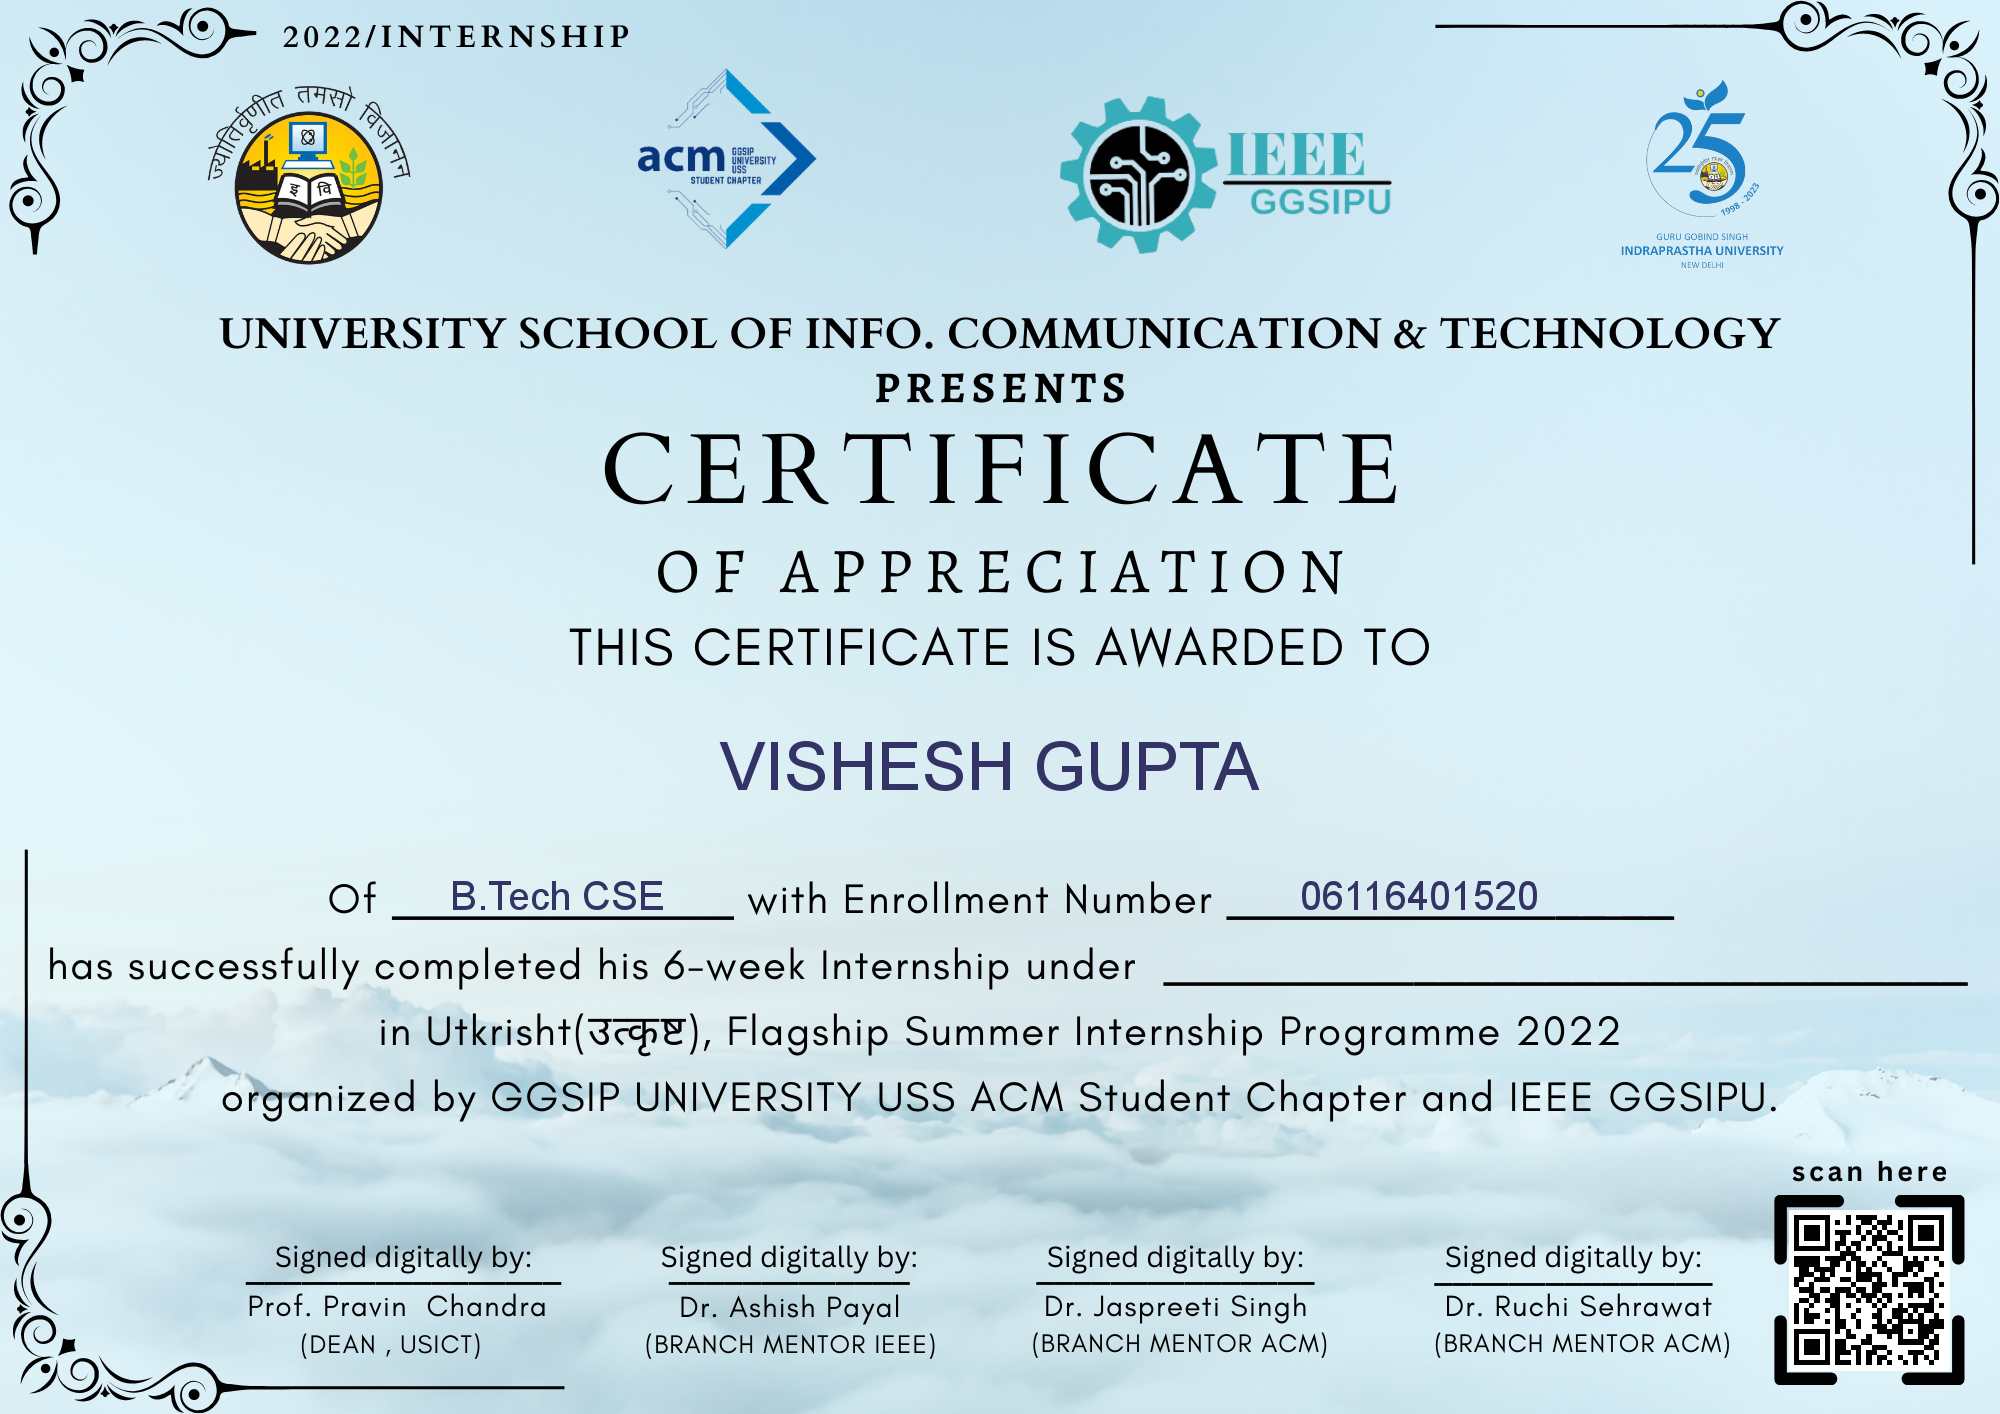 2022/INTERNSHIP
ज्योतिर्वृणीत तमसो विजानन
इ वि
acm GGSIP UNIVERSITY USS
STUDENT CHAPTER
IEEE
GGSIPU
25
1998 - 2023
GURU GOBIND SINGH
INDRAPRASTHA UNIVERSITY
NEW DELHI
UNIVERSITY SCHOOL OF INFO. COMMUNICATION & TECHNOLOGY
PRESENTS
CERTIFICATE
OF APPRECIATION
THIS CERTIFICATE IS AWARDED TO
VISHESH GUPTA
Of B.Tech CSE with Enrollment Number 06116401520
has successfully completed his 6-week Internship under
in Utkrisht(उत्कृष्ट), Flagship Summer Internship Programme 2022
organized by GGSIP UNIVERSITY USS ACM Student Chapter and IEEE GGSIPU.
scan here
Signed digitally by: Signed digitally by: Signed digitally by: Signed digitally by:
Prof. Pravin Chandra Dr. Ashish Payal Dr. Jaspreeti Singh Dr. Ruchi Sehrawat
(DEAN , USICT) (BRANCH MENTOR IEEE) (BRANCH MENTOR ACM) (BRANCH MENTOR ACM)